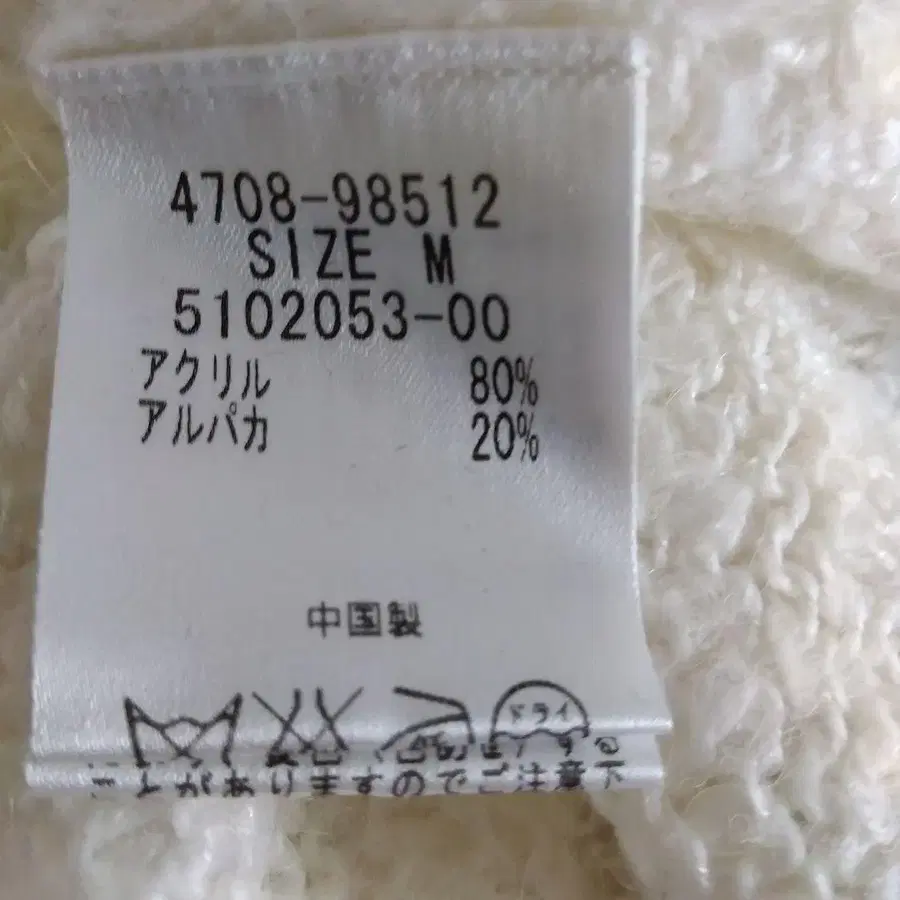 4708-98512
SIZE M
5102053-00
アクリル 80%
アルパカ 20%
中国製
ドライ
ことがありますのでご注意下